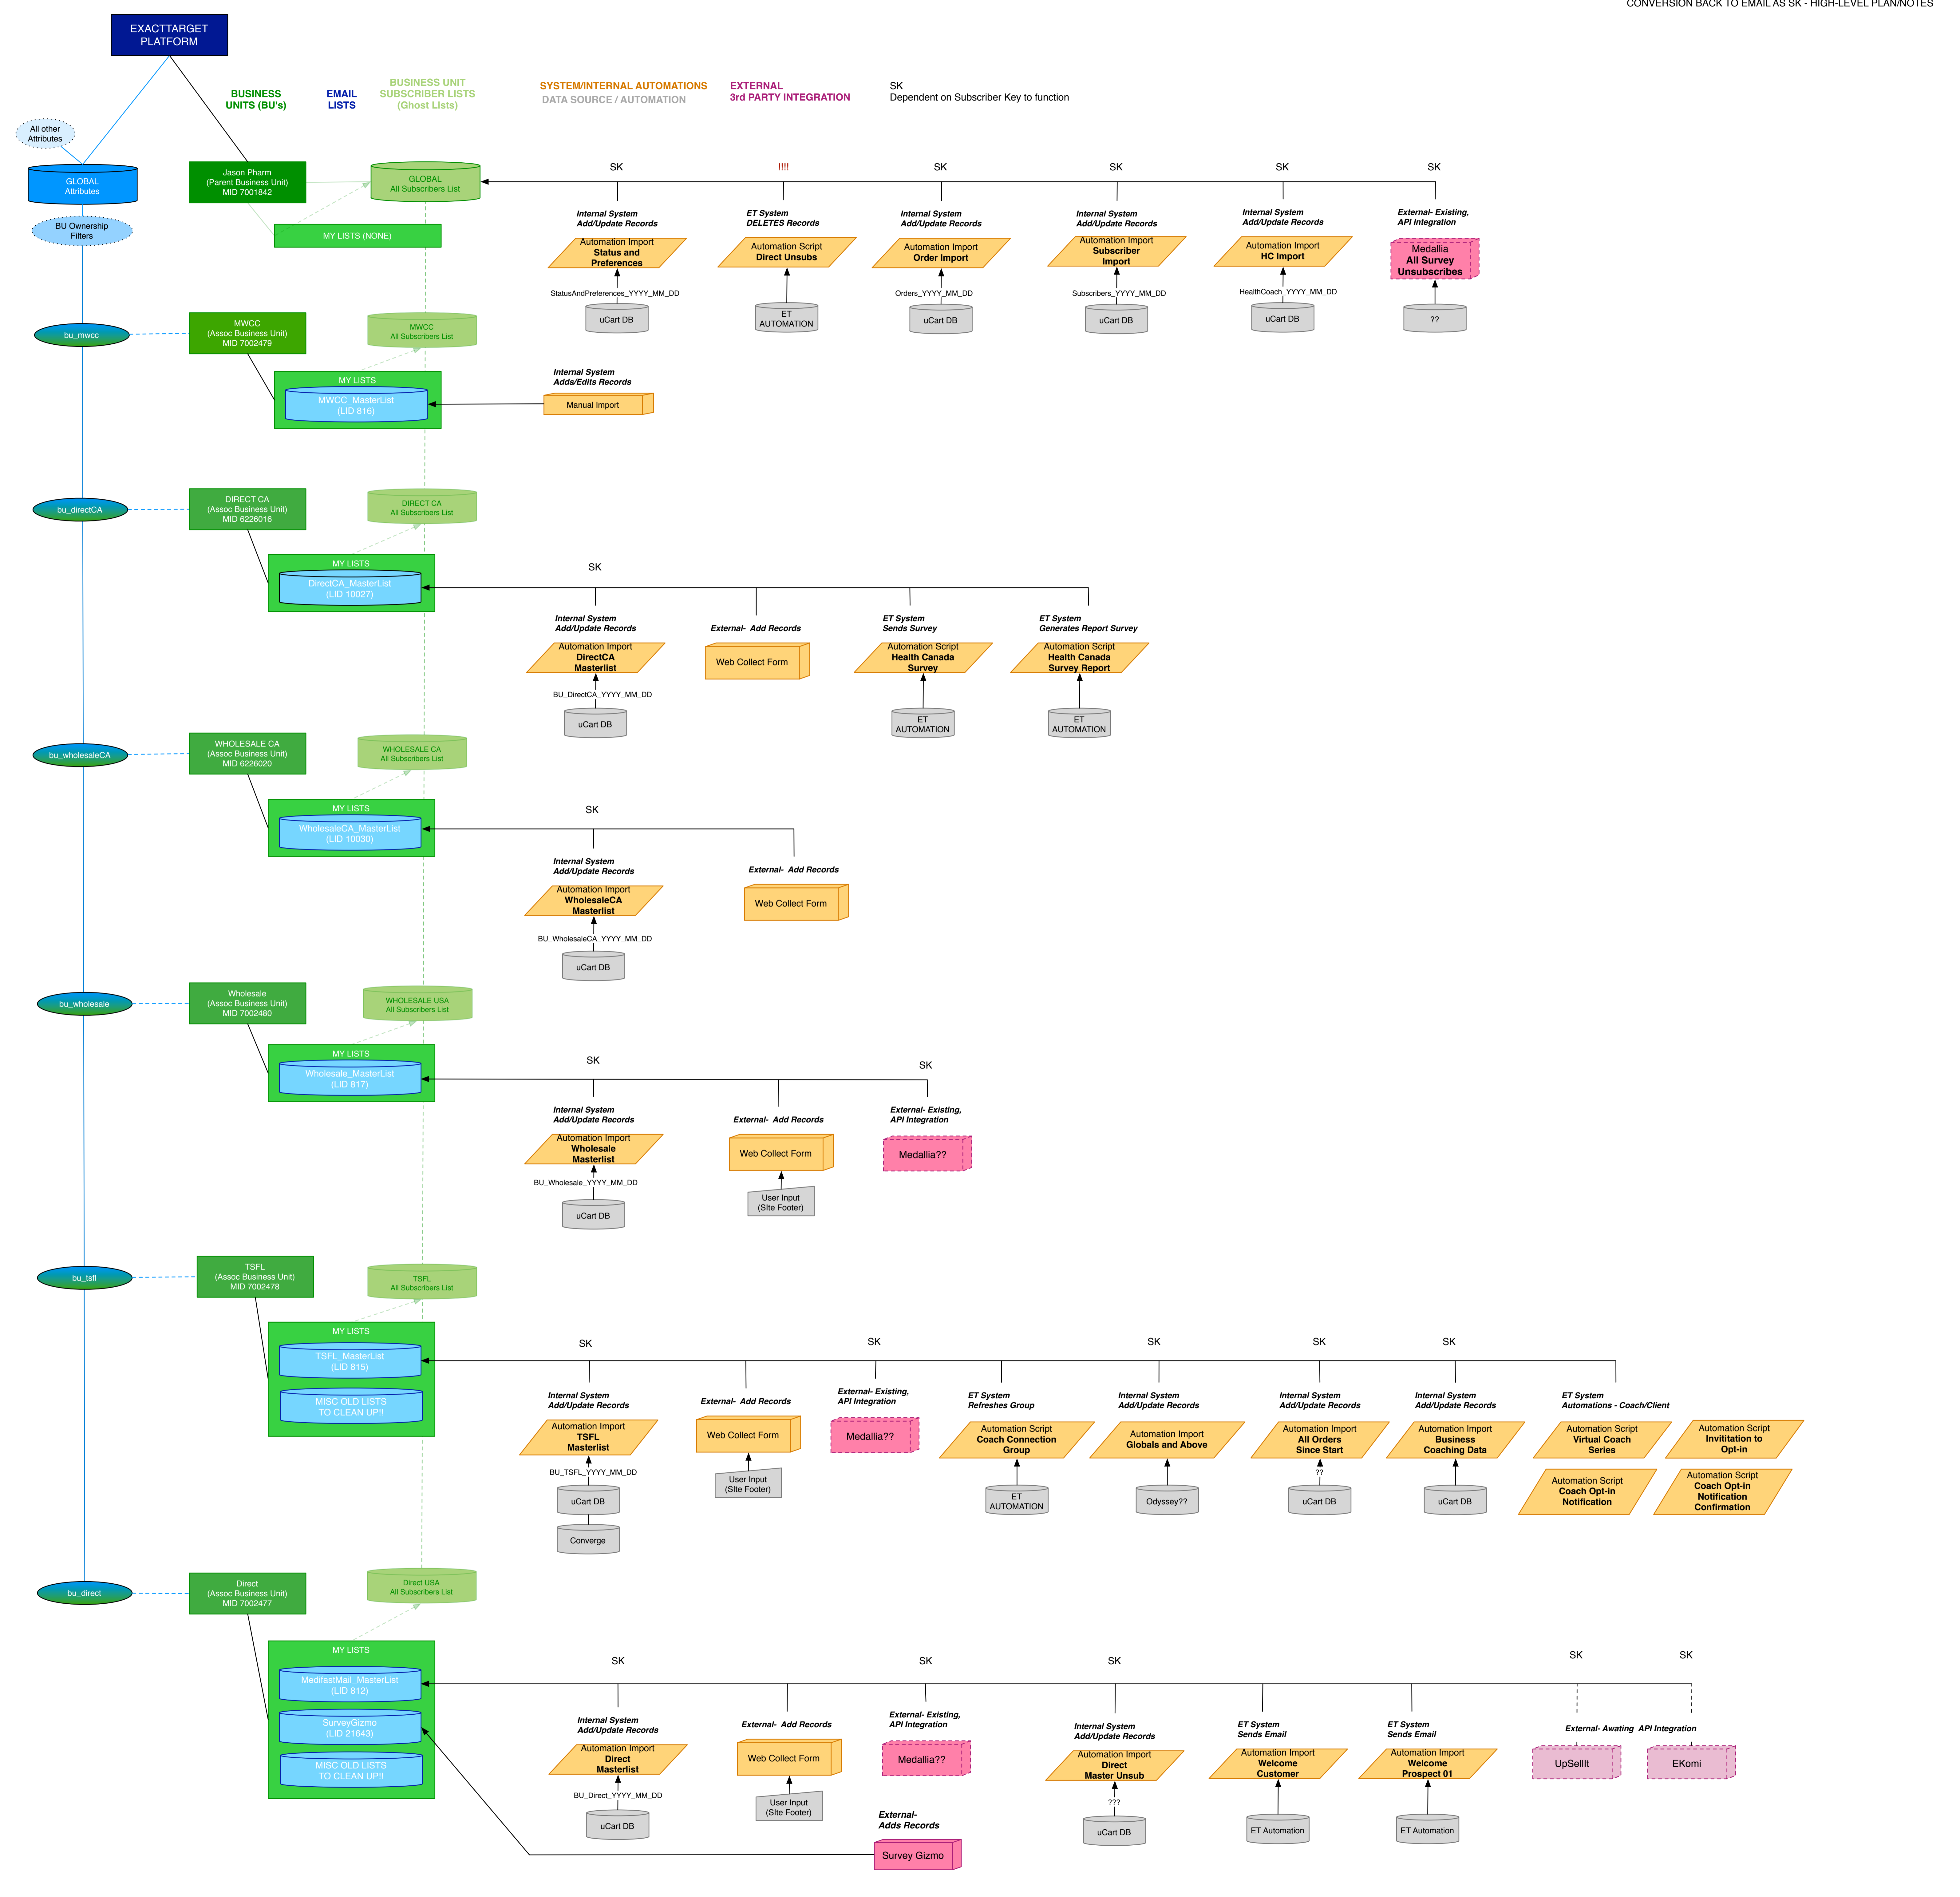 CONVERSION BACK TO EMAIL AS SK - HIGH-LEVEL PLAN/NOTES
EXACTTARGET
PLATFORM
BUSINESS
UNITS (BU's)
EMAIL
LISTS
BUSINESS UNIT
SUBSCRIBER LISTS
(Ghost Lists)
SYSTEM/INTERNAL AUTOMATIONS
DATA SOURCE / AUTOMATION
EXTERNAL
3rd PARTY INTEGRATION
SK
Dependent on Subscriber Key to function
All other
Attributes
GLOBAL
Attributes
BU Ownership
Filters
Jason Pharm
(Parent Business Unit)
MID 7001842
GLOBAL
All Subscribers List
MY LISTS (NONE)
SK
!!!!
SK
SK
SK
SK
Internal System
Add/Update Records
Automation Import
Status and
Preferences
StatusAndPreferences_YYYY_MM_DD
uCart DB
ET System
DELETES Records
Automation Script
Direct Unsubs
ET
AUTOMATION
Internal System
Add/Update Records
Automation Import
Order Import
Orders_YYYY_MM_DD
uCart DB
Internal System
Add/Update Records
Automation Import
Subscriber
Import
Subscribers_YYYY_MM_DD
uCart DB
Internal System
Add/Update Records
Automation Import
HC Import
HealthCoach_YYYY_MM_DD
uCart DB
External- Existing,
API Integration
Medallia
All Survey
Unsubscribes
??
bu_mwcc
MWCC
(Assoc Business Unit)
MID 7002479
MWCC
All Subscribers List
MY LISTS
MWCC_MasterList
(LID 816)
Internal System
Adds/Edits Records
Manual Import
bu_directCA
DIRECT CA
(Assoc Business Unit)
MID 6226016
DIRECT CA
All Subscribers List
MY LISTS
DirectCA_MasterList
(LID 10027)
SK
Internal System
Add/Update Records
Automation Import
DirectCA
Masterlist
BU_DirectCA_YYYY_MM_DD
uCart DB
External-  Add Records
Web Collect Form
ET System
Sends Survey
Automation Script
Health Canada
Survey
ET
AUTOMATION
ET System
Generates Report Survey
Automation Script
Health Canada
Survey Report
ET
AUTOMATION
bu_wholesaleCA
WHOLESALE CA
(Assoc Business Unit)
MID 6226020
WHOLESALE CA
All Subscribers List
MY LISTS
WholesaleCA_MasterList
(LID 10030)
SK
Internal System
Add/Update Records
Automation Import
WholesaleCA
Masterlist
BU_WholesaleCA_YYYY_MM_DD
uCart DB
External-  Add Records
Web Collect Form
bu_wholesale
Wholesale
(Assoc Business Unit)
MID 7002480
WHOLESALE USA
All Subscribers List
MY LISTS
Wholesale_MasterList
(LID 817)
SK
SK
Internal System
Add/Update Records
Automation Import
Wholesale
Masterlist
BU_Wholesale_YYYY_MM_DD
uCart DB
External-  Add Records
Web Collect Form
User Input
(SIte Footer)
External- Existing,
API Integration
Medallia??
bu_tsfl
TSFL
(Assoc Business Unit)
MID 7002478
TSFL
All Subscribers List
MY LISTS
TSFL_MasterList
(LID 815)
MISC OLD LISTS
TO CLEAN UP!!
SK
SK
SK
SK
SK
Internal System
Add/Update Records
Automation Import
TSFL
Masterlist
BU_TSFL_YYYY_MM_DD
uCart DB
Converge
External-  Add Records
Web Collect Form
User Input
(SIte Footer)
External- Existing,
API Integration
Medallia??
ET System
Refreshes Group
Automation Script
Coach Connection
Group
ET
AUTOMATION
Internal System
Add/Update Records
Automation Import
Globals and Above
Odyssey??
Internal System
Add/Update Records
Automation Import
All Orders
Since Start
??
uCart DB
Internal System
Add/Update Records
Automation Import
Business
Coaching Data
uCart DB
ET System
Automations - Coach/Client
Automation Script
Virtual Coach
Series
Automation Script
Invititation to
Opt-in
Automation Script
Coach Opt-in
Notification
Automation Script
Coach Opt-in
Notification
Confirmation
bu_direct
Direct
(Assoc Business Unit)
MID 7002477
Direct USA
All Subscribers List
MY LISTS
MedifastMail_MasterList
(LID 812)
SurveyGizmo
(LID 21643)
MISC OLD LISTS
TO CLEAN UP!!
SK
SK
SK
SK
SK
Internal System
Add/Update Records
Automation Import
Direct
Masterlist
BU_Direct_YYYY_MM_DD
uCart DB
External-  Add Records
Web Collect Form
User Input
(SIte Footer)
External- Existing,
API Integration
Medallia??
Internal System
Add/Update Records
Automation Import
Direct
Master Unsub
???
uCart DB
ET System
Sends Email
Automation Import
Welcome
Customer
ET Automation
ET System
Sends Email
Automation Import
Welcome
Prospect 01
ET Automation
External- Awating  API Integration
UpSellIt
EKomi
External-
Adds Records
Survey Gizmo